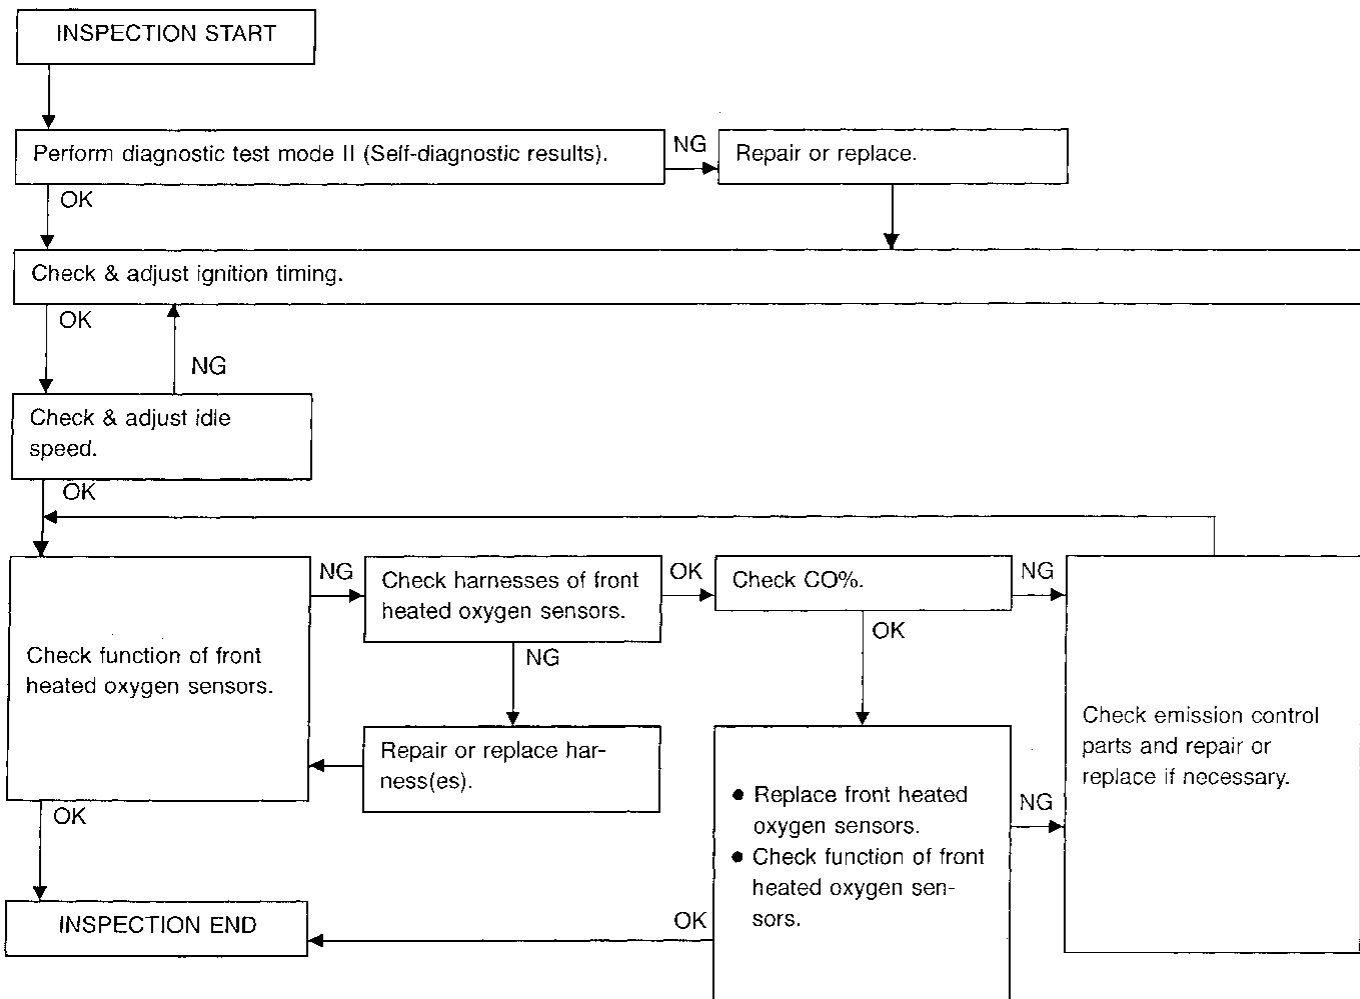 INSPECTION START
Perform diagnostic test mode II (Self-diagnostic results).
NG
Repair or replace.
OK
Check & adjust ignition timing.
OK
NG
Check & adjust idle
speed.
OK
Check function of front
heated oxygen sensors.
NG
Check harnesses of front
heated oxygen sensors.
OK
Check CO%.
NG
OK
NG
Repair or replace har-
ness(es).
Check emission control
parts and repair or
replace if necessary.
● Replace front heated
oxygen sensors.
● Check function of front
heated oxygen sen-
sors.
NG
OK
OK
INSPECTION END